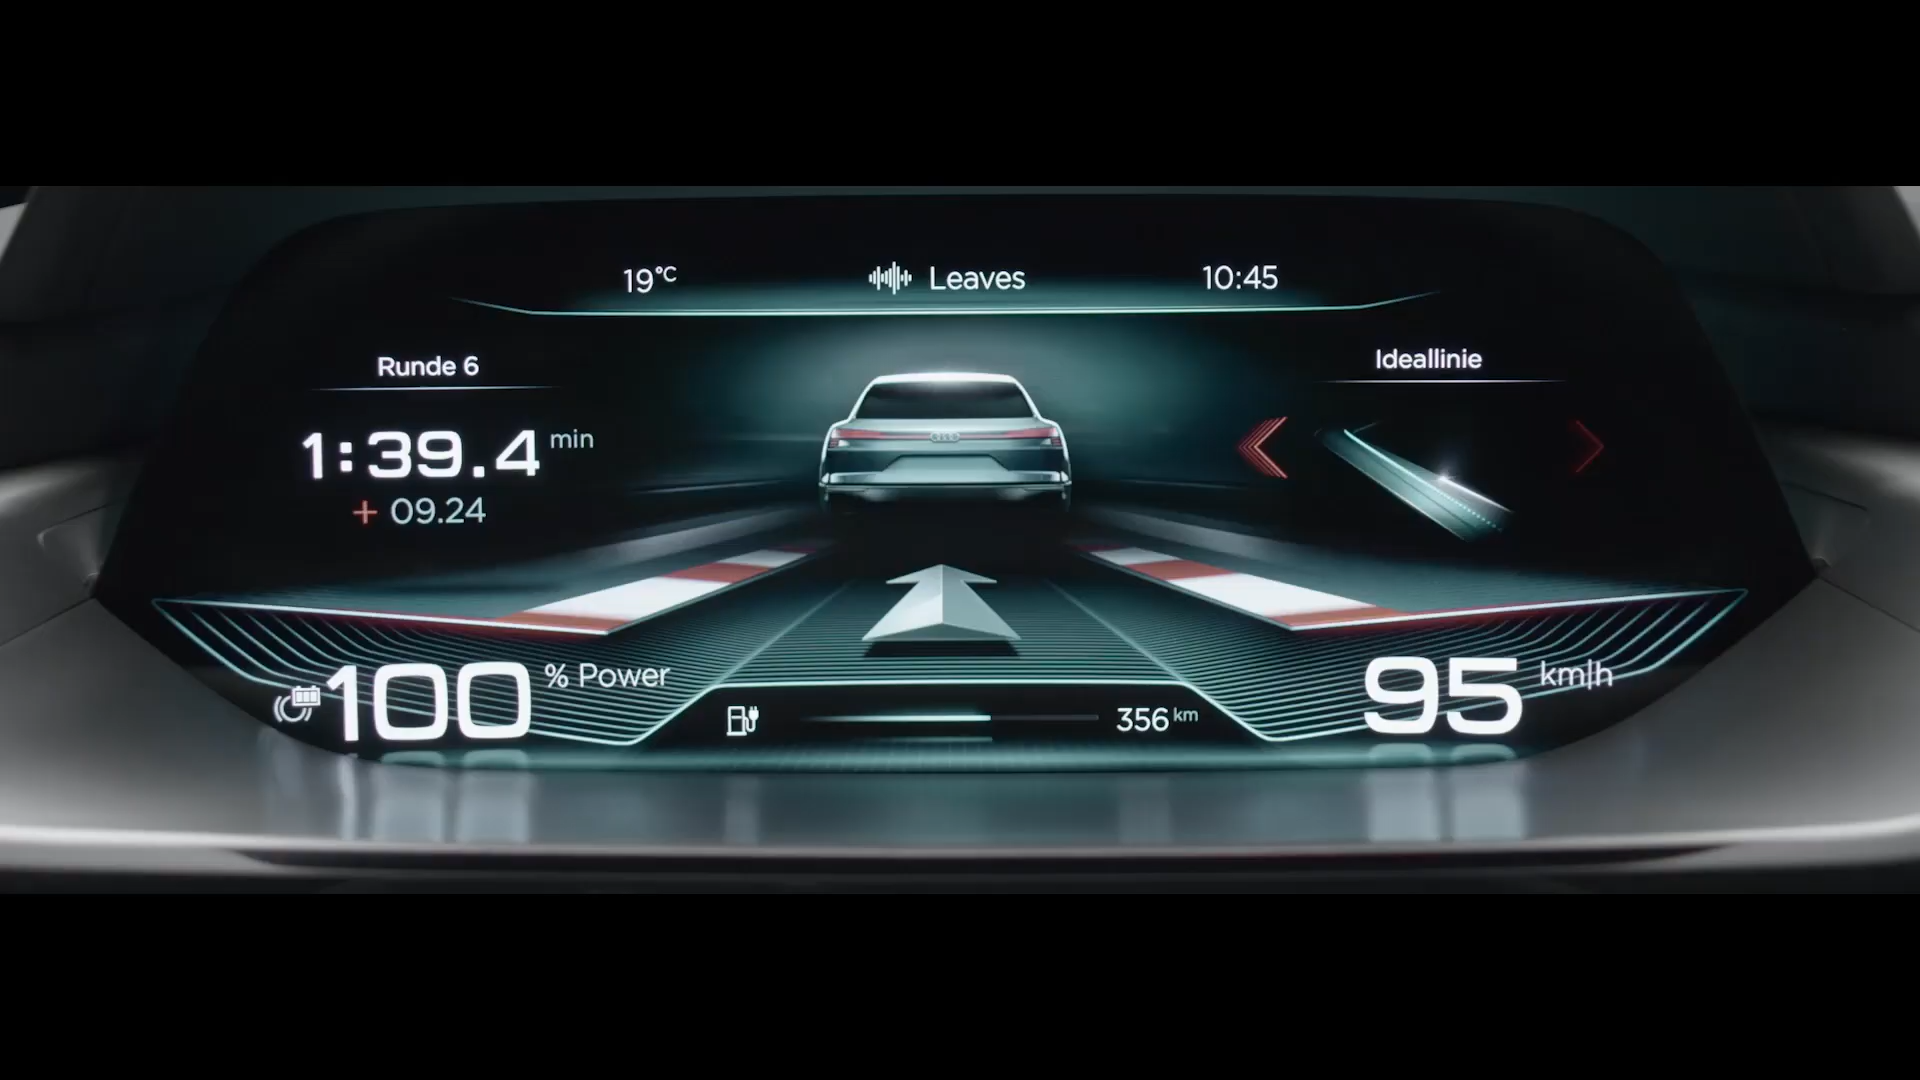 19°C
Leaves
10:45
Runde 6
1:39.4 min
+ 09.24
Ideallinie
100 % Power
356 km
95 km/h